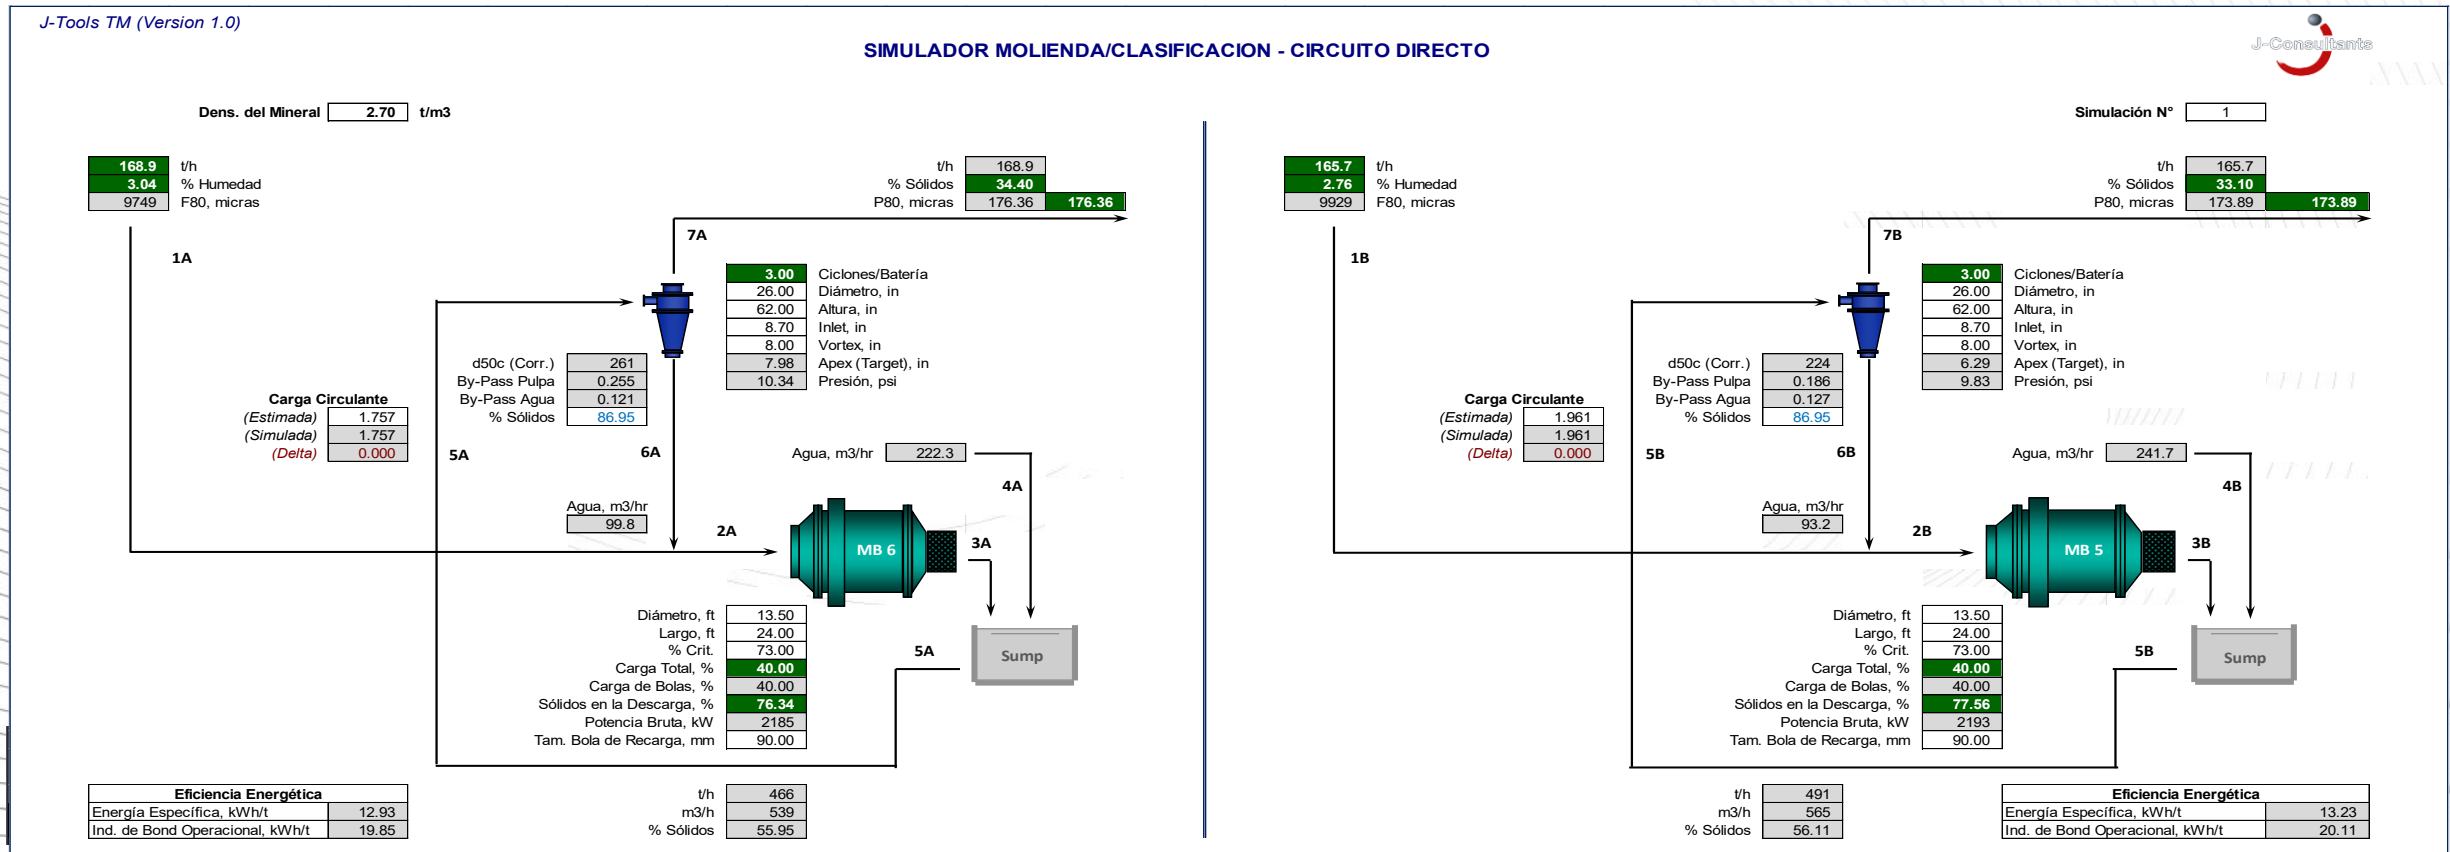 J-Tools TM (Version 1.0)
SIMULADOR MOLIENDA/CLASIFICACION - CIRCUITO DIRECTO
J-Consultants
Dens. del Mineral 2.70 t/m3
Simulación N° 1
168.9 t/h
3.04 % Humedad
9749 F80, micras
t/h 168.9
% Sólidos 34.40
P80, micras 176.36 176.36
7A
1A
3.00 Ciclones/Batería
26.00 Diámetro, in
62.00 Altura, in
8.70 Inlet, in
8.00 Vortex, in
7.98 Apex (Target), in
10.34 Presión, psi
d50c (Corr.) 261
By-Pass Pulpa 0.255
By-Pass Agua 0.121
% Sólidos 86.95
Carga Circulante
(Estimada) 1.757
(Simulada) 1.757
(Delta) 0.000
5A
6A
Agua, m3/hr 222.3
4A
Agua, m3/hr
99.8
2A
MB 6
3A
Diámetro, ft 13.50
Largo, ft 24.00
% Crit. 73.00
Carga Total, % 40.00
Carga de Bolas, % 40.00
Sólidos en la Descarga, % 76.34
Potencia Bruta, kW 2185
Tam. Bola de Recarga, mm 90.00
5A
Sump
Eficiencia Energética
Energía Específica, kWh/t 12.93
Ind. de Bond Operacional, kWh/t 19.85
t/h 466
m3/h 539
% Sólidos 55.95
165.7 t/h
2.76 % Humedad
9929 F80, micras
t/h 165.7
% Sólidos 33.10
P80, micras 173.89 173.89
7B
1B
3.00 Ciclones/Batería
26.00 Diámetro, in
62.00 Altura, in
8.70 Inlet, in
8.00 Vortex, in
6.29 Apex (Target), in
9.83 Presión, psi
d50c (Corr.) 224
By-Pass Pulpa 0.186
By-Pass Agua 0.127
% Sólidos 86.95
Carga Circulante
(Estimada) 1.961
(Simulada) 1.961
(Delta) 0.000
5B
6B
Agua, m3/hr 241.7
4B
Agua, m3/hr
93.2
2B
MB 5
3B
Diámetro, ft 13.50
Largo, ft 24.00
% Crit. 73.00
Carga Total, % 40.00
Carga de Bolas, % 40.00
Sólidos en la Descarga, % 77.56
Potencia Bruta, kW 2193
Tam. Bola de Recarga, mm 90.00
5B
Sump
t/h 491
m3/h 565
% Sólidos 56.11
Eficiencia Energética
Energía Específica, kWh/t 13.23
Ind. de Bond Operacional, kWh/t 20.11